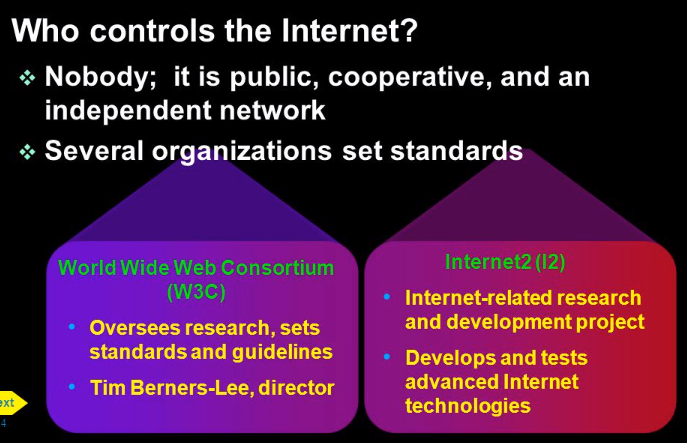 Who controls the Internet?
❖ Nobody;  it is public, cooperative, and an
independent network
❖ Several organizations set standards
World Wide Web Consortium
(W3C)
• Oversees research, sets
standards and guidelines
• Tim Berners-Lee, director
Internet2 (I2)
• Internet-related research
and development project
• Develops and tests
advanced Internet
technologies
ext
4